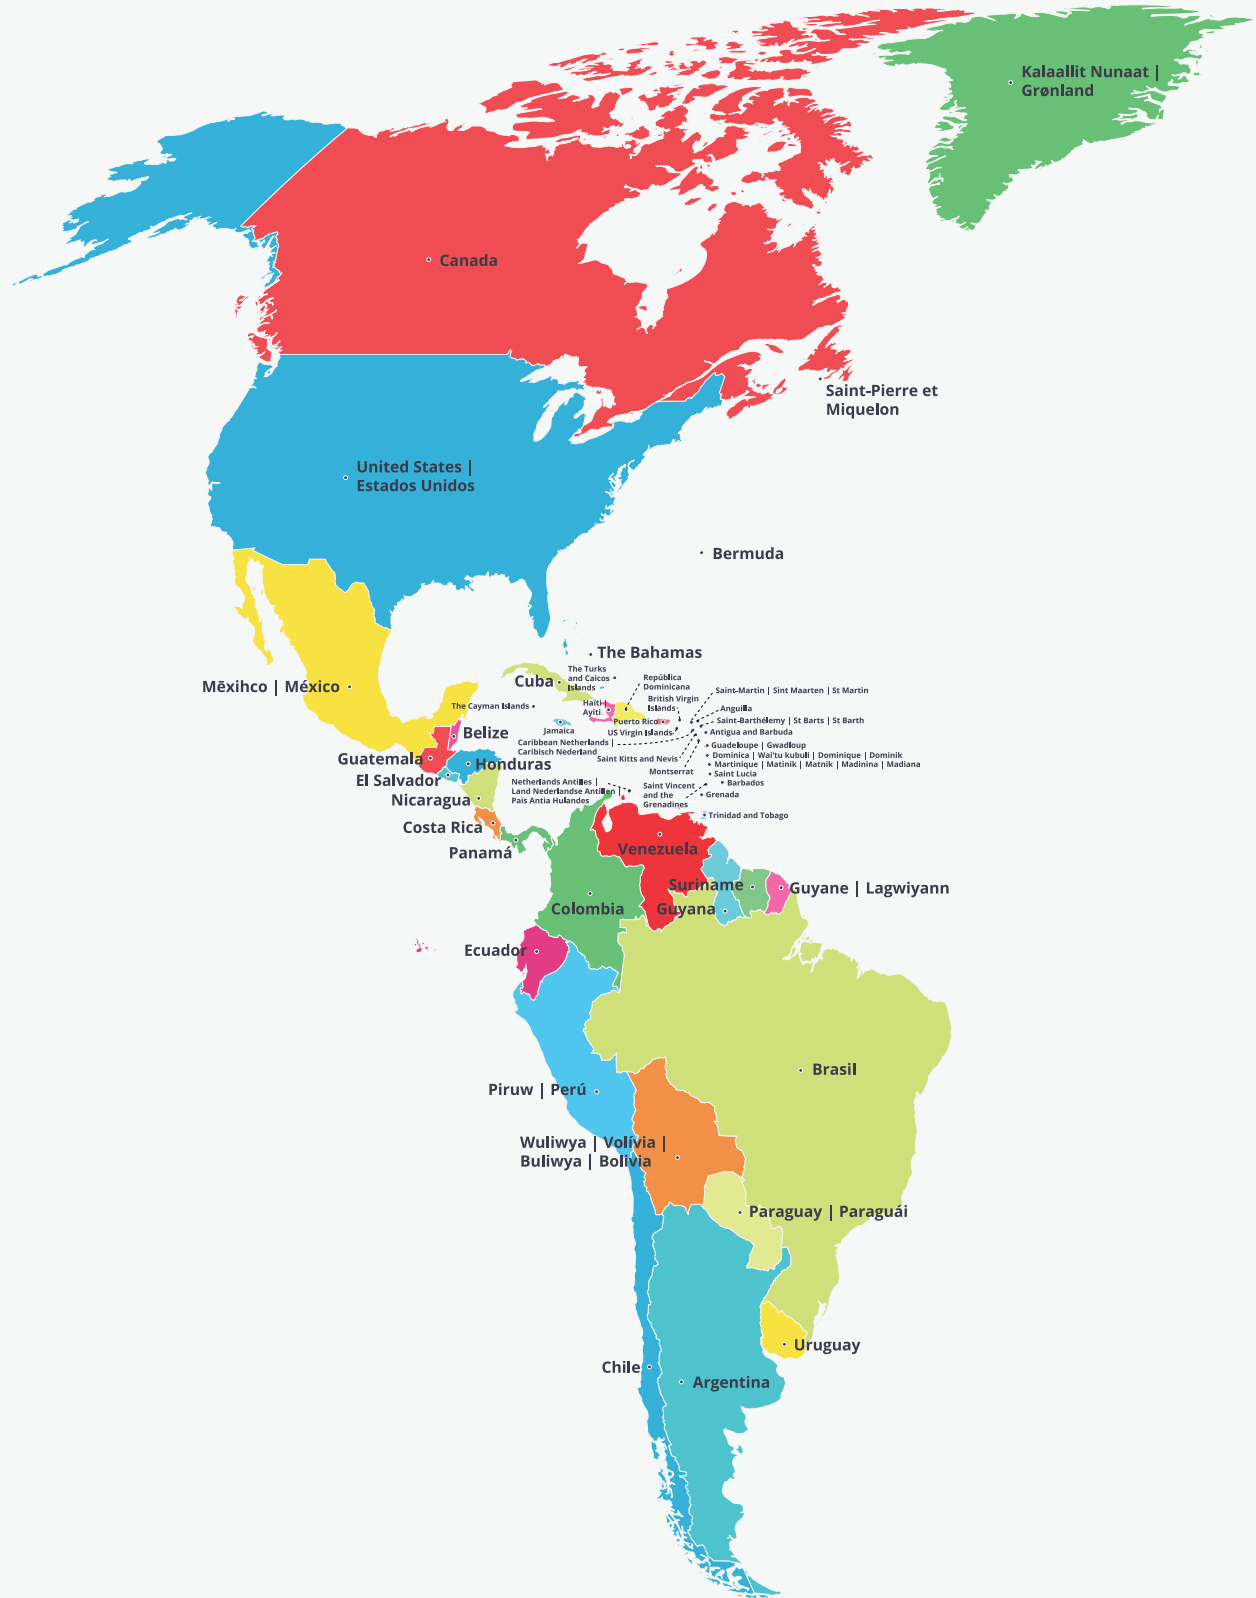 Kalaallit Nunaat |
Grønland
Canada
Saint-Pierre et
Miquelon
United States |
Estados Unidos
Bermuda
The Bahamas
Cuba
The Turks
and Caicos
Islands
República
Dominicana
Mēxihco | México
Saint-Martin | Sint Maarten | St Martin
British Virgin
Islands
The Cayman Islands
Haïti |
Ayiti
Anguilla
Puerto Rico
Saint-Barthélemy | St Barts | St Barth
Jamaica
US Virgin Islands
Antigua and Barbuda
Belize
Caribbean Netherlands |
Caribisch Nederland
Guadeloupe | Gwadloup
Guatemala
Saint Kitts and Nevis
Dominica | Wai'tu kubuli | Dominique | Dominik
Honduras
Martinique | Matinik | Matnik | Madinina | Madiana
Montserrat
Saint Lucia
El Salvador
Netherlands Antilles |
Land Nederlandse Antillen |
Pais Antia Hulandes
Saint Vincent
and the
Grenadines
Barbados
Grenada
Nicaragua
Trinidad and Tobago
Costa Rica
Panamá
Venezuela
Suriname
Guyane | Lagwiyann
Colombia
Guyana
Ecuador
Brasil
Piruw | Perú
Wuliwya | Volívia |
Buliwya | Bolivia
Paraguay | Paraguái
Uruguay
Chile
Argentina